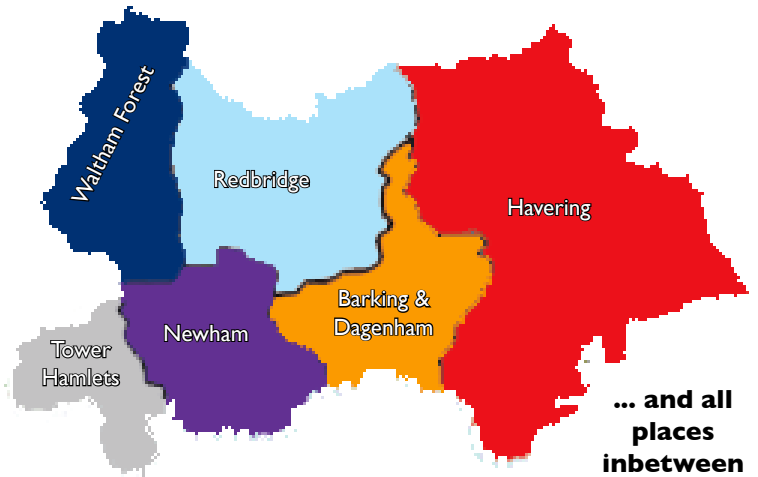 Waltham Forest
Redbridge
Havering
Barking &
Dagenham
Newham
Tower
Hamlets
... and all
places
inbetween